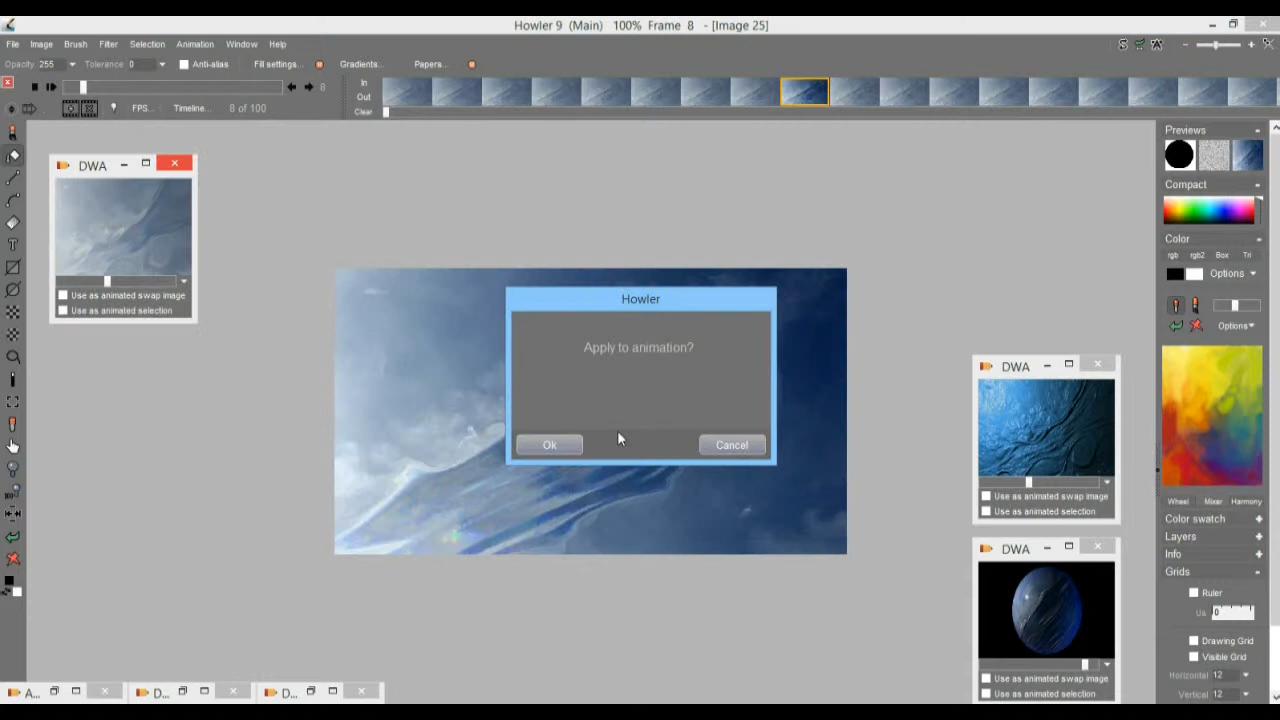 Howler 9 (Main) 100% Frame 8 - [Image 25]
File Image Brush Filter Selection Animation Window Help
Opacity 255 Tolerance 0 Anti-alias Fill settings... Gradients... Papers...
8
In
Out
Clear
FPS... Timeline... 8 of 100
DWA
Use as animated swap image
Use as animated selection
Howler
Apply to animation?
Ok Cancel
DWA
Use as animated swap image
Use as animated selection
DWA
Use as animated swap image
Use as animated selection
A... D... D...
Previews
Compact
Color
rgb rgb2 Box Tri
Options
Options
Wheel Mixer Harmony
Color swatch
Layers
Info
Grids
Ruler
Us 0
Drawing Grid
Visible Grid
Horizontal 12
Vertical 12